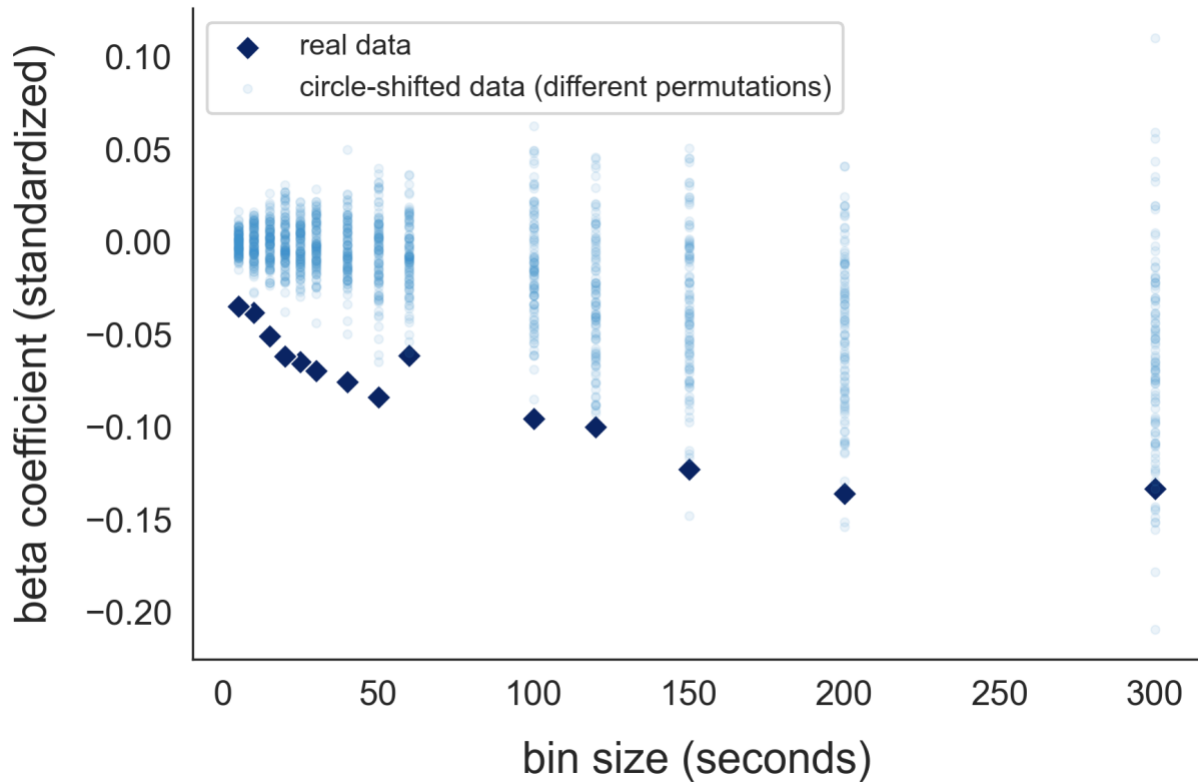 beta coefficient (standardized)
0.10
0.05
0.00
−0.05
−0.10
−0.15
−0.20
real data
circle-shifted data (different permutations)
0 50 100 150 200 250 300
bin size (seconds)